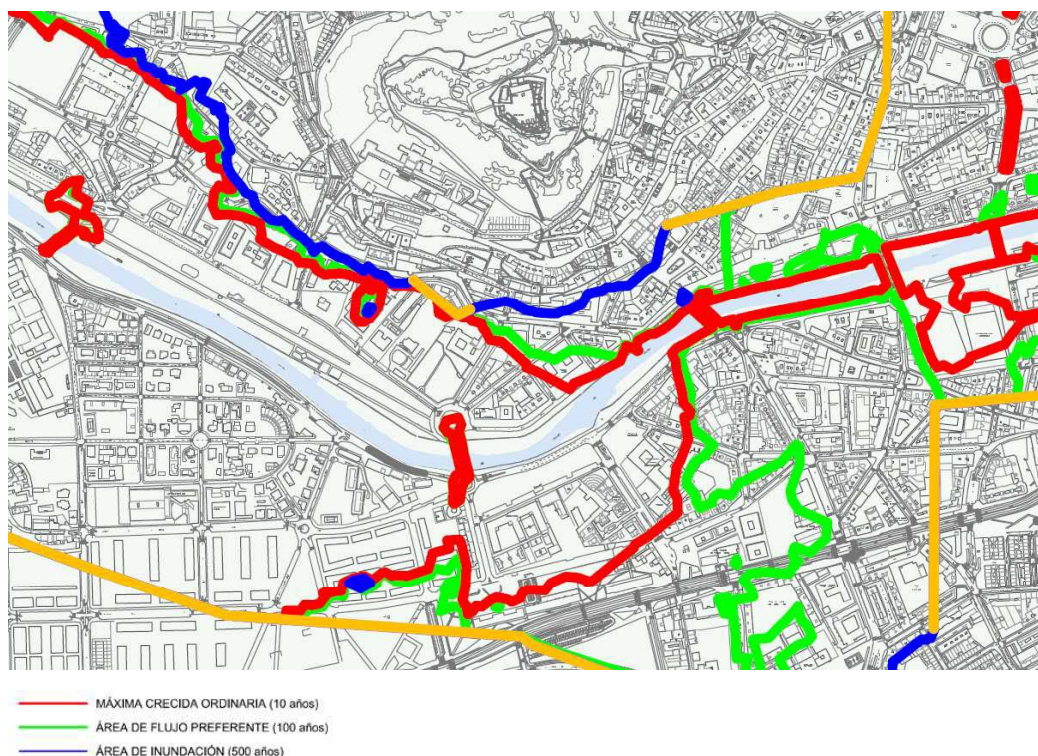 MÁXIMA CRECIDA ORDINARIA (10 años)
ÁREA DE FLUJO PREFERENTE (100 años)
ÁREA DE INUNDACIÓN (500 años)